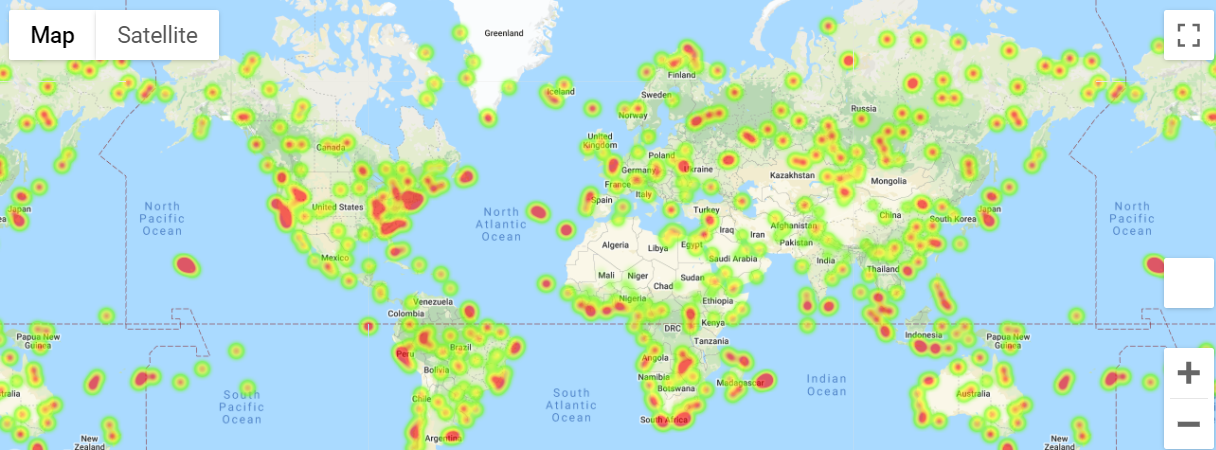 Map
Satellite
Greenland
Iceland
Finland
Sweden
Norway
Russia
United
Kingdom
Poland
Germany
Ukraine
France
Kazakhstan
Mongolia
Italy
Spain
Turkey
China
South Korea
Japan
Japan
Canada
United States
North
Pacific
Ocean
North
Atlantic
Ocean
North
Pacific
Ocean
Mexico
Algeria
Libya
Egypt
Iraq
Iran
Afghanistan
Pakistan
Saudi Arabia
India
Mali
Niger
Chad
Sudan
Thailand
Nigeria
Ethiopia
Venezuela
Colombia
DRC
Kenya
Tanzania
Indonesia
Papua New
Guinea
Papua New
Guinea
Peru
Brazil
Bolivia
Angola
Namibia
Botswana
Madagascar
Indian
Ocean
Australia
tralia
South
Pacific
Ocean
South
Atlantic
Ocean
Chile
South Africa
Argentina
New
Zealand
New
Zealand